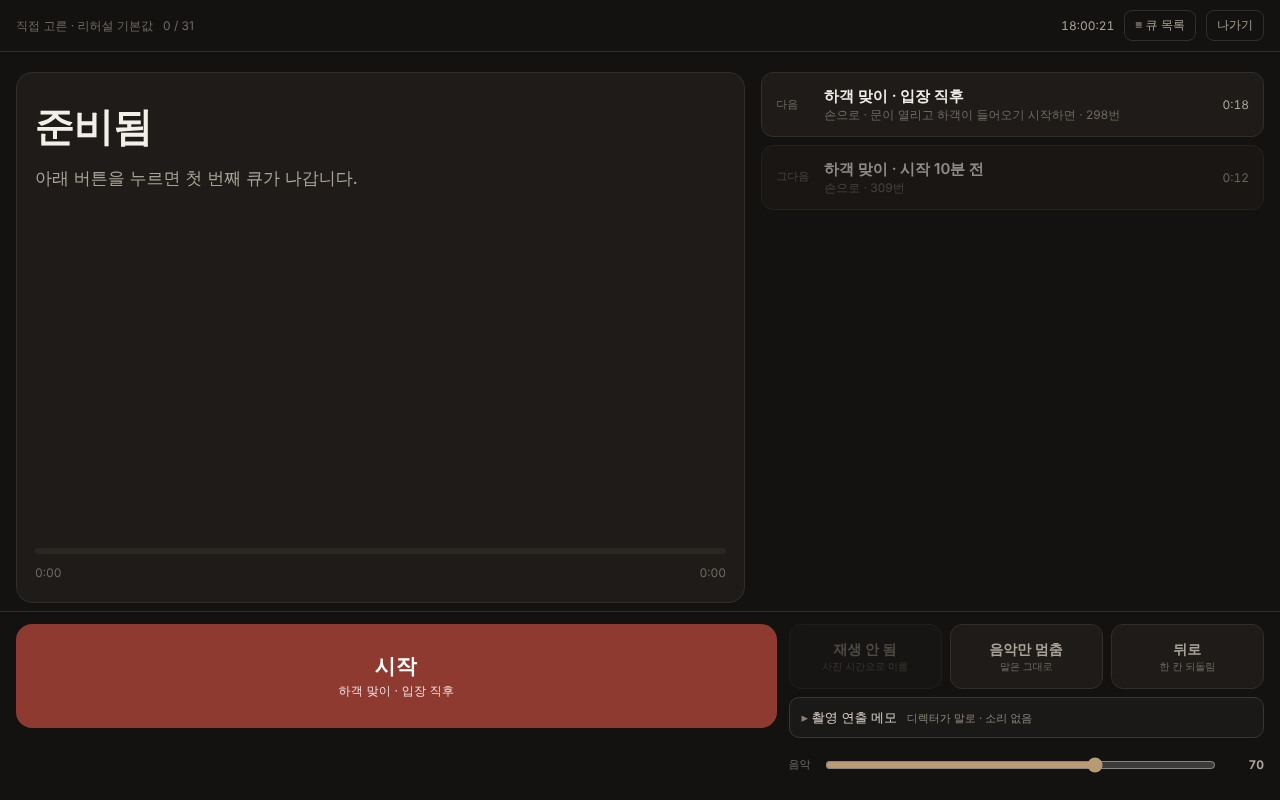 직접 고른 · 리허설 기본값 0 / 31
18:00:21
≡ 큐 목록
나가기
준비됨
아래 버튼을 누르면 첫 번째 큐가 나갑니다.
0:00
0:00
다음
하객 맞이 · 입장 직후
손으로 · 문이 열리고 하객이 들어오기 시작하면 · 298번
0:18
그다음
하객 맞이 · 시작 10분 전
손으로 · 309번
0:12
시작
하객 맞이 · 입장 직후
재생 안 됨
사진 시간으로 이름
음악만 멈춤
말은 그대로
뒤로
한 칸 되돌림
▸ 촬영 연출 메모 디렉터가 말로 · 소리 없음
음악
70